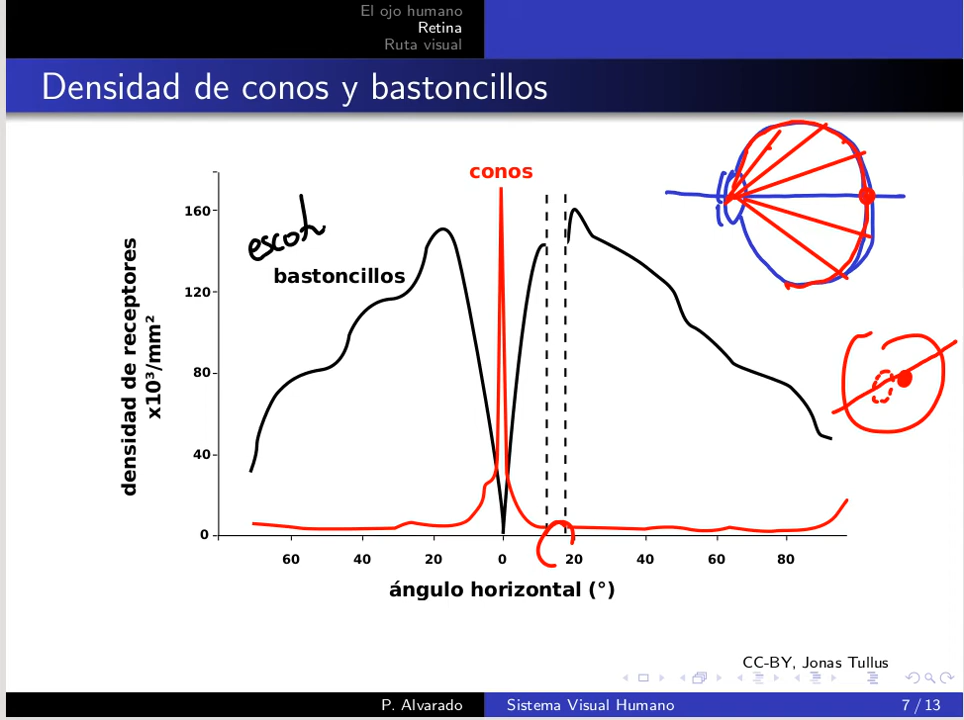 El ojo humano
Retina
Ruta visual
Densidad de conos y bastoncillos
conos
160
escot
bastoncillos
120
80
40
0
densidad de receptores
x10³/mm²
60 40 20 0 20 40 60 80
ángulo horizontal (°)
CC-BY, Jonas Tullus
P. Alvarado Sistema Visual Humano 7 / 13